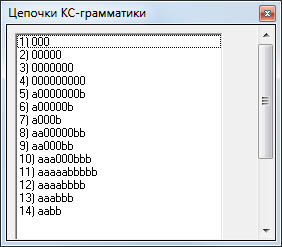 Цепочки КС-грамматики
1) 000
2) 00000
3) 0000000
4) 000000000
5) a0000000b
6) a00000b
7) a000b
8) aa00000bb
9) aa000bb
10) aaa000bbb
11) aaaaabbbbb
12) aaaabbbb
13) aaabbb
14) aabb